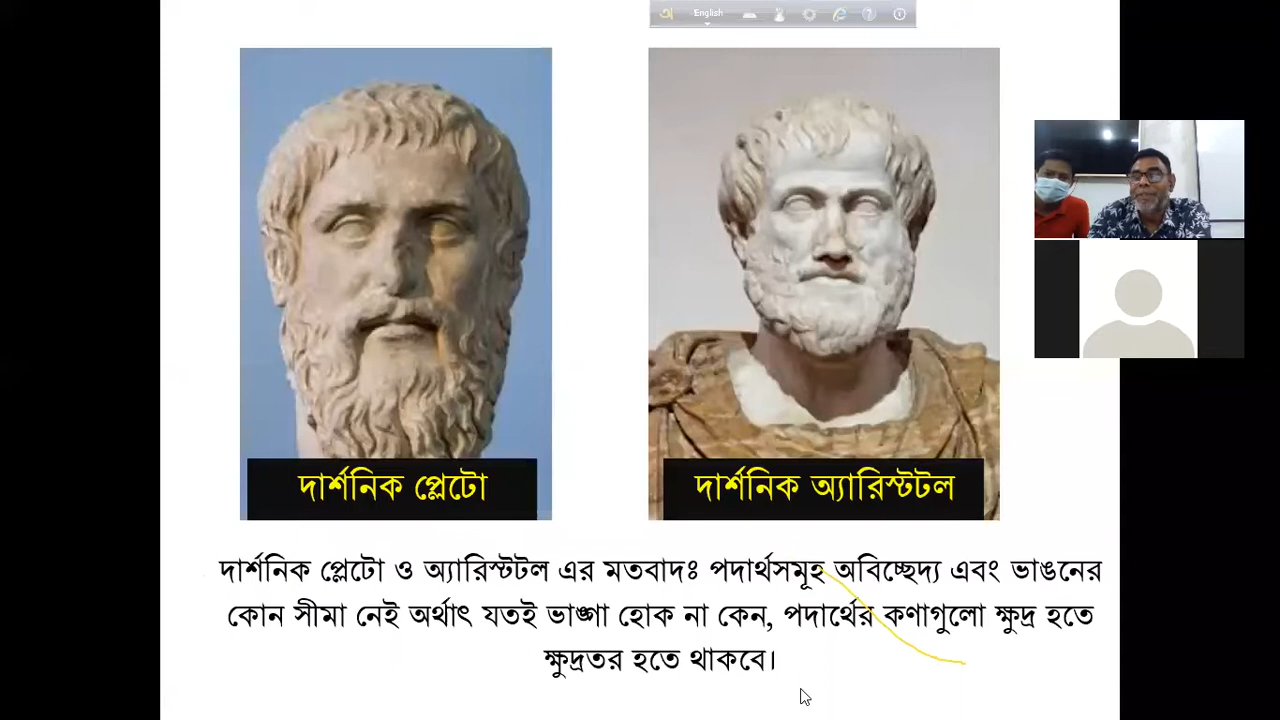 অ English
দার্শনিক প্লেটো
দার্শনিক অ্যারিস্টটল
দার্শনিক প্লেটো ও অ্যারিস্টটল এর মতবাদঃ পদার্থসমূহ অবিচ্ছেদ্য এবং ভাঙনের
কোন সীমা নেই অর্থাৎ যতই ভাঙ্গা হোক না কেন, পদার্থের কণাগুলো ক্ষুদ্র হতে
ক্ষুদ্রতর হতে থাকবে।